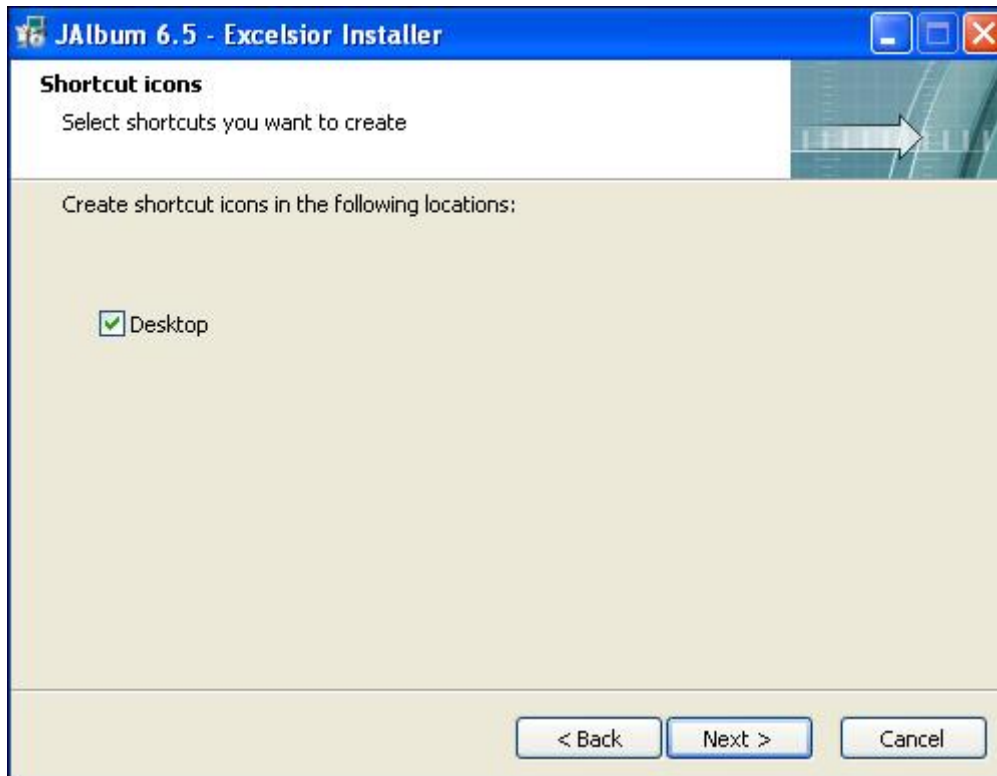 JAlbum 6.5 - Excelsior Installer
Shortcut icons
Select shortcuts you want to create
Create shortcut icons in the following locations:
Desktop
< Back
Next >
Cancel